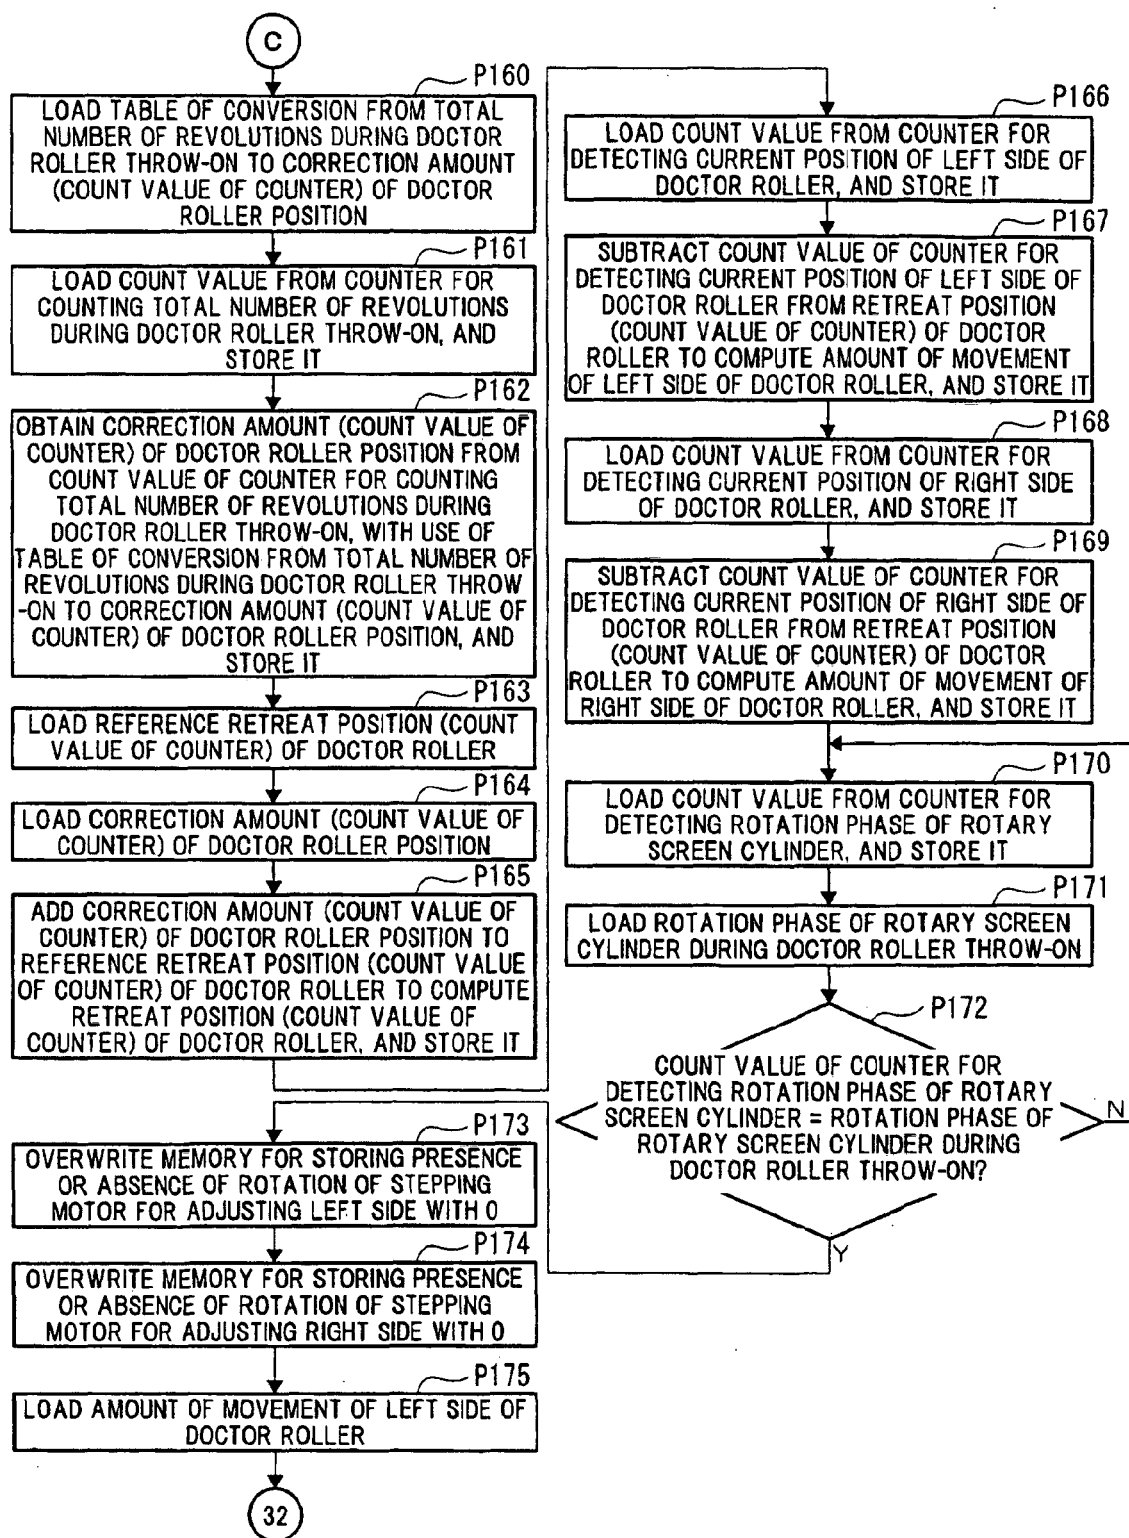 C
P160
LOAD TABLE OF CONVERSION FROM TOTAL
NUMBER OF REVOLUTIONS DURING DOCTOR
ROLLER THROW-ON TO CORRECTION AMOUNT
(COUNT VALUE OF COUNTER) OF DOCTOR
ROLLER POSITION
P161
LOAD COUNT VALUE FROM COUNTER FOR
COUNTING TOTAL NUMBER OF REVOLUTIONS
DURING DOCTOR ROLLER THROW-ON, AND
STORE IT
P162
OBTAIN CORRECTION AMOUNT (COUNT VALUE OF
COUNTER) OF DOCTOR ROLLER POSITION FROM
COUNT VALUE OF COUNTER FOR COUNTING
TOTAL NUMBER OF REVOLUTIONS DURING
DOCTOR ROLLER THROW-ON, WITH USE OF
TABLE OF CONVERSION FROM TOTAL NUMBER OF
REVOLUTIONS DURING DOCTOR ROLLER THROW
-ON TO CORRECTION AMOUNT (COUNT VALUE OF
COUNTER) OF DOCTOR ROLLER POSITION, AND
STORE IT
P163
LOAD REFERENCE RETREAT POSITION (COUNT
VALUE OF COUNTER) OF DOCTOR ROLLER
P164
LOAD CORRECTION AMOUNT (COUNT VALUE OF
COUNTER) OF DOCTOR ROLLER POSITION
P165
ADD CORRECTION AMOUNT (COUNT VALUE OF
COUNTER) OF DOCTOR ROLLER POSITION TO
REFERENCE RETREAT POSITION (COUNT VALUE
OF COUNTER) OF DOCTOR ROLLER TO COMPUTE
RETREAT POSITION (COUNT VALUE OF
COUNTER) OF DOCTOR ROLLER, AND STORE IT
P166
LOAD COUNT VALUE FROM COUNTER FOR
DETECTING CURRENT POSITION OF LEFT SIDE OF
DOCTOR ROLLER, AND STORE IT
P167
SUBTRACT COUNT VALUE OF COUNTER FOR
DETECTING CURRENT POSITION OF LEFT SIDE OF
DOCTOR ROLLER FROM RETREAT POSITION
(COUNT VALUE OF COUNTER) OF DOCTOR
ROLLER TO COMPUTE AMOUNT OF MOVEMENT
OF LEFT SIDE OF DOCTOR ROLLER, AND STORE IT
P168
LOAD COUNT VALUE FROM COUNTER FOR
DETECTING CURRENT POSITION OF RIGHT SIDE
OF DOCTOR ROLLER, AND STORE IT
P169
SUBTRACT COUNT VALUE OF COUNTER FOR
DETECTING CURRENT POSITION OF RIGHT SIDE OF
DOCTOR ROLLER FROM RETREAT POSITION
(COUNT VALUE OF COUNTER) OF DOCTOR
ROLLER TO COMPUTE AMOUNT OF MOVEMENT OF
RIGHT SIDE OF DOCTOR ROLLER, AND STORE IT
P170
LOAD COUNT VALUE FROM COUNTER FOR
DETECTING ROTATION PHASE OF ROTARY
SCREEN CYLINDER, AND STORE IT
P171
LOAD ROTATION PHASE OF ROTARY SCREEN
CYLINDER DURING DOCTOR ROLLER THROW-ON
P172
COUNT VALUE OF COUNTER FOR
DETECTING ROTATION PHASE OF ROTARY
SCREEN CYLINDER = ROTATION PHASE OF
ROTARY SCREEN CYLINDER DURING
DOCTOR ROLLER THROW-ON?
N
Y
P173
OVERWRITE MEMORY FOR STORING PRESENCE
OR ABSENCE OF ROTATION OF STEPPING
MOTOR FOR ADJUSTING LEFT SIDE WITH 0
P174
OVERWRITE MEMORY FOR STORING PRESENCE
OR ABSENCE OF ROTATION OF STEPPING
MOTOR FOR ADJUSTING RIGHT SIDE WITH 0
P175
LOAD AMOUNT OF MOVEMENT OF LEFT SIDE OF
DOCTOR ROLLER
32